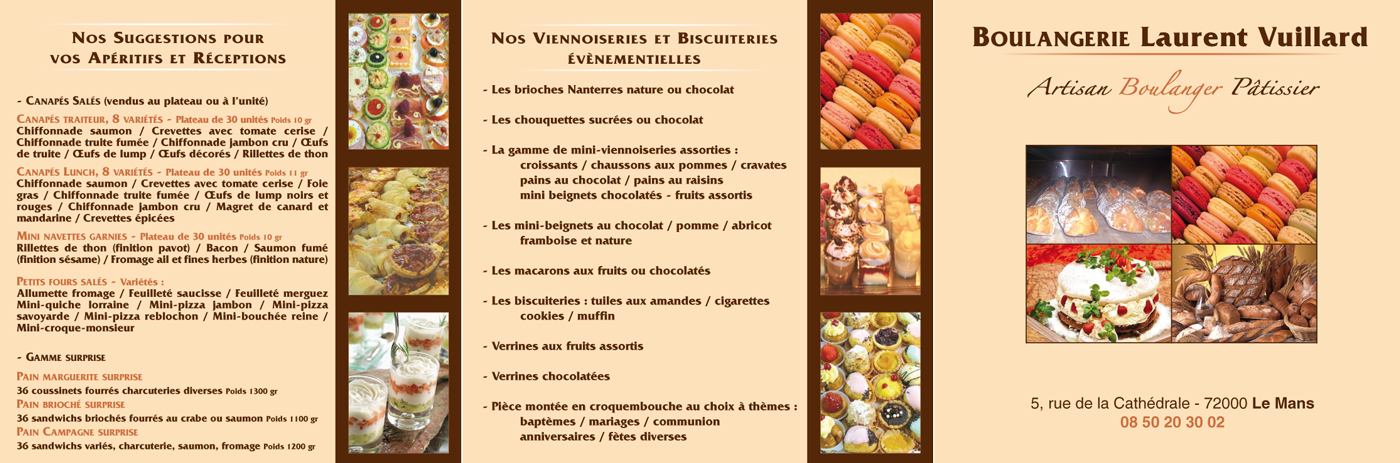 Nos Suggestions pour
vos Apéritifs et Réceptions
- Canapés Salés (vendus au plateau ou à l'unité)
Canapés traiteur, 8 variétés - Plateau de 30 unités Poids 10 gr
Chiffonnade saumon / Crevettes avec tomate cerise /
Chiffonnade truite fumée / Chiffonnade jambon cru / Œufs
de truite / Œufs de lump / Œufs décorés / Rillettes de thon
Canapés Lunch, 8 variétés - Plateau de 30 unités Poids 11 gr
Chiffonnade saumon / Crevettes avec tomate cerise / Foie
gras / Chiffonnade truite fumée / Œufs de lump noirs et
rouges / Chiffonnade jambon cru / Magret de canard et
mandarine / Crevettes épicées
Mini navettes garnies - Plateau de 30 unités Poids 10 gr
Rillettes de thon (finition pavot) / Bacon / Saumon fumé
(finition sésame) / Fromage ail et fines herbes (finition nature)
Petits fours salés - Variétés :
Allumette fromage / Feuilleté saucisse / Feuilleté merguez
Mini-quiche lorraine / Mini-pizza jambon / Mini-pizza
savoyarde / Mini-pizza reblochon / Mini-bouchée reine /
Mini-croque-monsieur
- Gamme surprise
Pain marguerite surprise
36 coussinets fourrés charcuteries diverses Poids 1300 gr
Pain brioché surprise
36 sandwichs briochés fourrés au crabe ou saumon Poids 1100 gr
Pain Campagne surprise
36 sandwichs variés, charcuterie, saumon, fromage Poids 1200 gr
Nos Viennoiseries et Biscuiteries
évènementielles
- Les brioches Nanterres nature ou chocolat
- Les chouquettes sucrées ou chocolat
- La gamme de mini-viennoiseries assorties :
croissants / chaussons aux pommes / cravates
pains au chocolat / pains au raisins
mini beignets chocolatés - fruits assortis
- Les mini-beignets au chocolat / pomme / abricot
framboise et nature
- Les macarons aux fruits ou chocolatés
- Les biscuiteries : tuiles aux amandes / cigarettes
cookies / muffin
- Verrines aux fruits assortis
- Verrines chocolatées
- Pièce montée en croquembouche au choix à thèmes :
baptêmes / mariages / communion
anniversaires / fètes diverses
Boulangerie Laurent Vuillard
Artisan Boulanger Pâtissier
5, rue de la Cathédrale - 72000 Le Mans
08 50 20 30 02